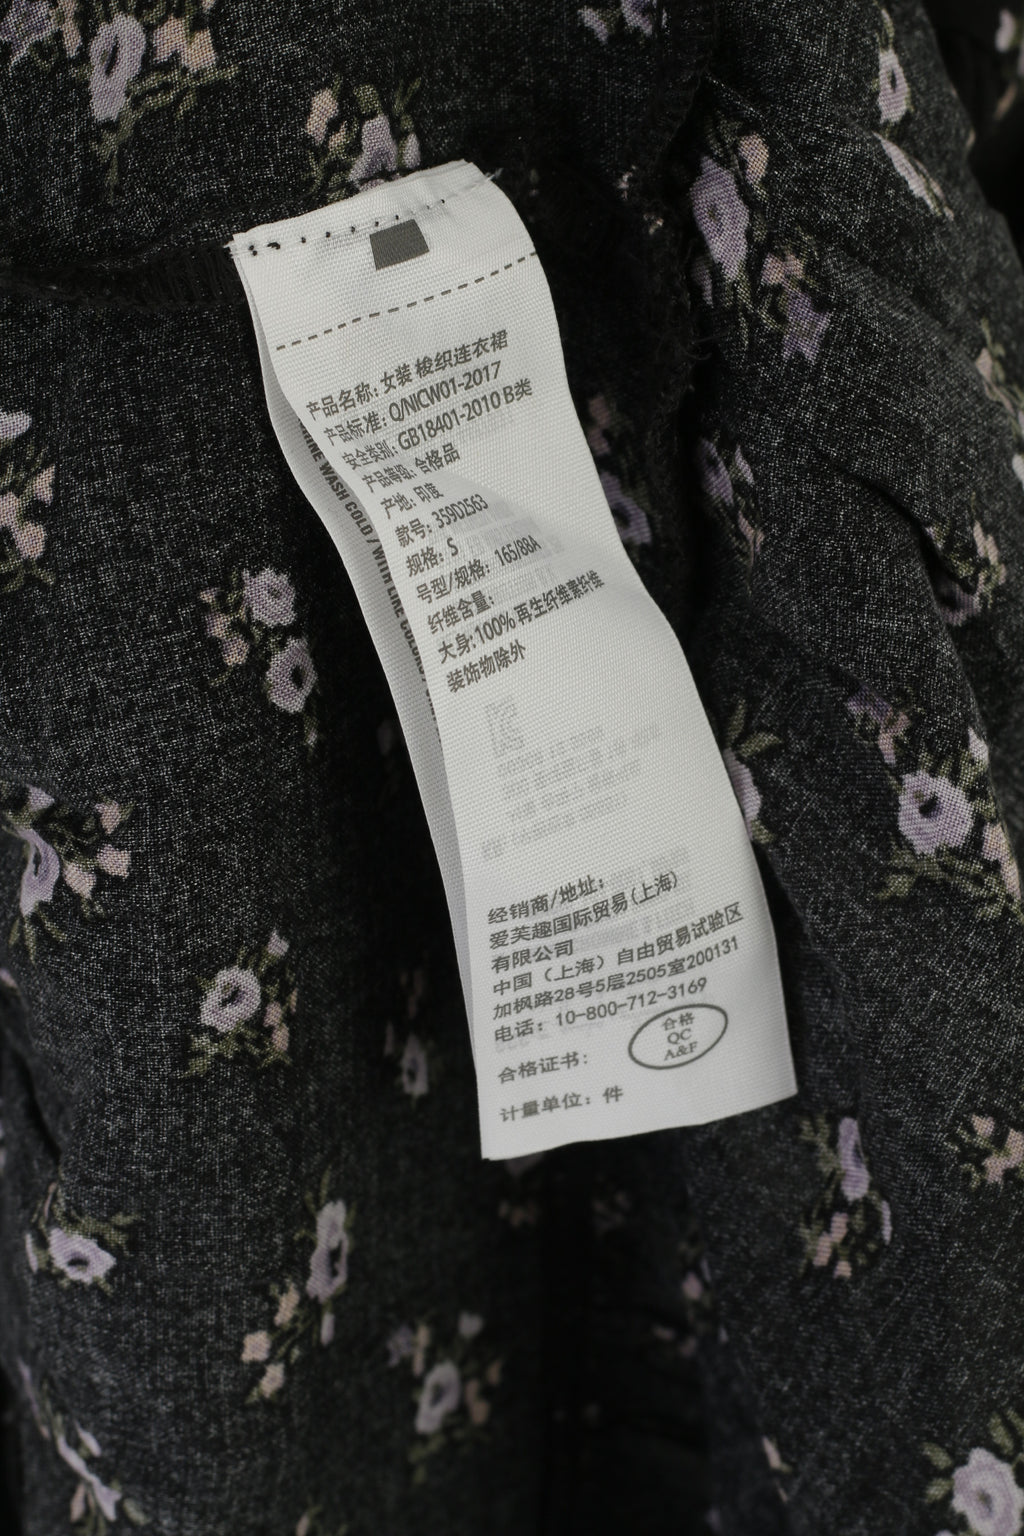 产品名称: 女装 梭织连衣裙
产品标准: Q/NICW01-2017
安全类别: GB18401-2010 B类
产品等级: 合格品
产地: 印度
款号: 359D2563
规格: S
号型/规格: 165/88A
纤维含量:
大身:100% 再生纤维素纤维
装饰物除外
经销商/地址:
爱芙趣国际贸易(上海)
有限公司
中国（上海）自由贸易试验区
加枫路28号5层2505室200131
电话: 10-800-712-3169
合格证书:
合格
QC
A&F
计量单位: 件
WASH COLD / WITH LIKE